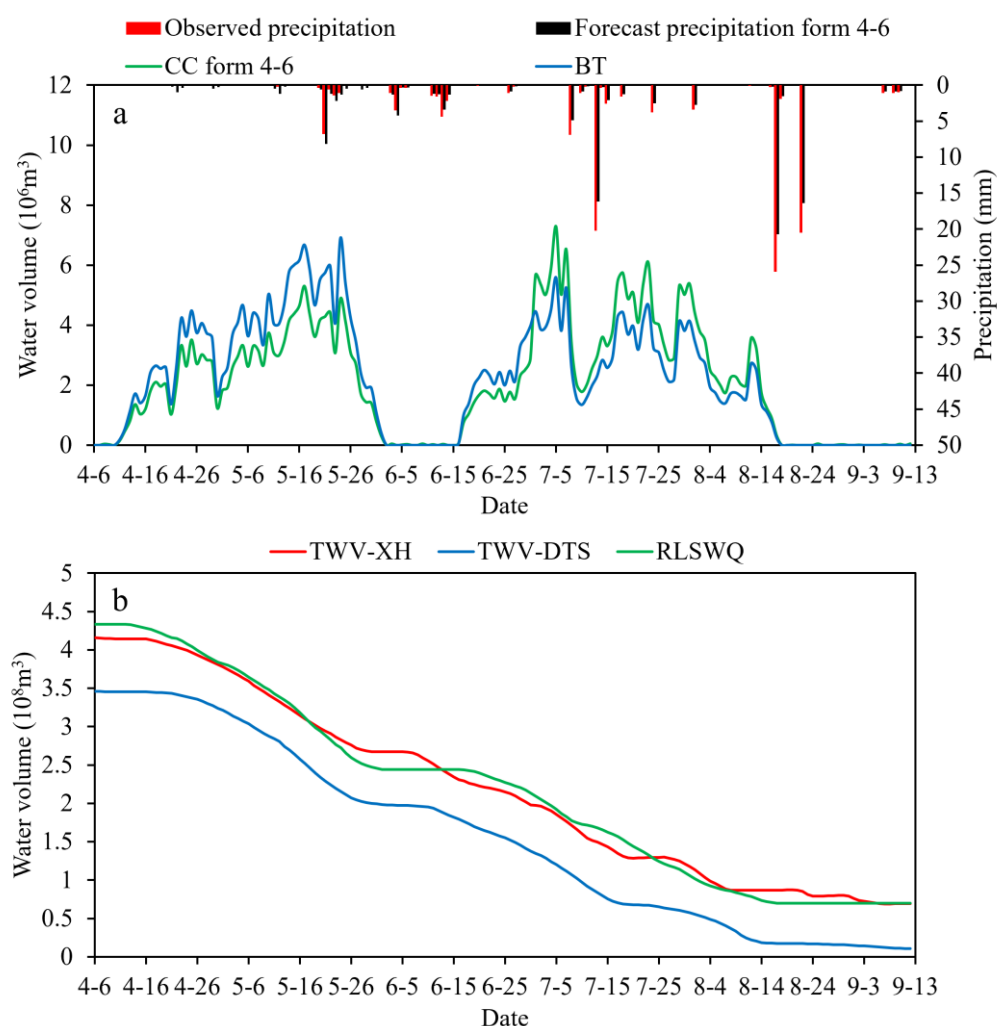 Observed precipitation Forecast precipitation form 4-6
CC form 4-6 BT
a
Water volume (10⁶m³)
12
10
8
6
4
2
0
0
5
10
15
20
25
30
35
40
45
50
Precipitation (mm)
4-6 4-16 4-26 5-6 5-16 5-26 6-5 6-15 6-25 7-5 7-15 7-25 8-4 8-14 8-24 9-3 9-13
Date
TWV-XH TWV-DTS RLSWQ
b
Water volume (10⁸m³)
5
4.5
4
3.5
3
2.5
2
1.5
1
0.5
0
4-6 4-16 4-26 5-6 5-16 5-26 6-5 6-15 6-25 7-5 7-15 7-25 8-4 8-14 8-24 9-3 9-13
Date